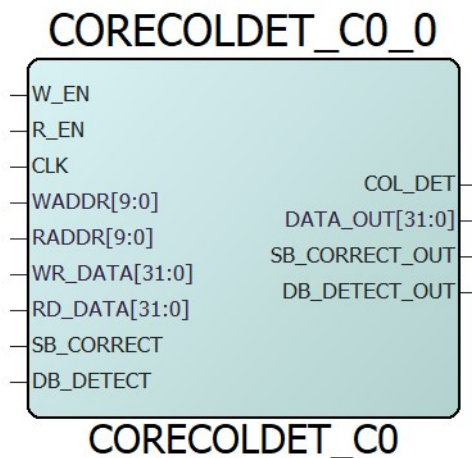 CORECOLDET_C0_0
W_EN
R_EN
CLK
WADDR[9:0]
RADDR[9:0]
WR_DATA[31:0]
RD_DATA[31:0]
SB_CORRECT
DB_DETECT
COL_DET
DATA_OUT[31:0]
SB_CORRECT_OUT
DB_DETECT_OUT
CORECOLDET_C0